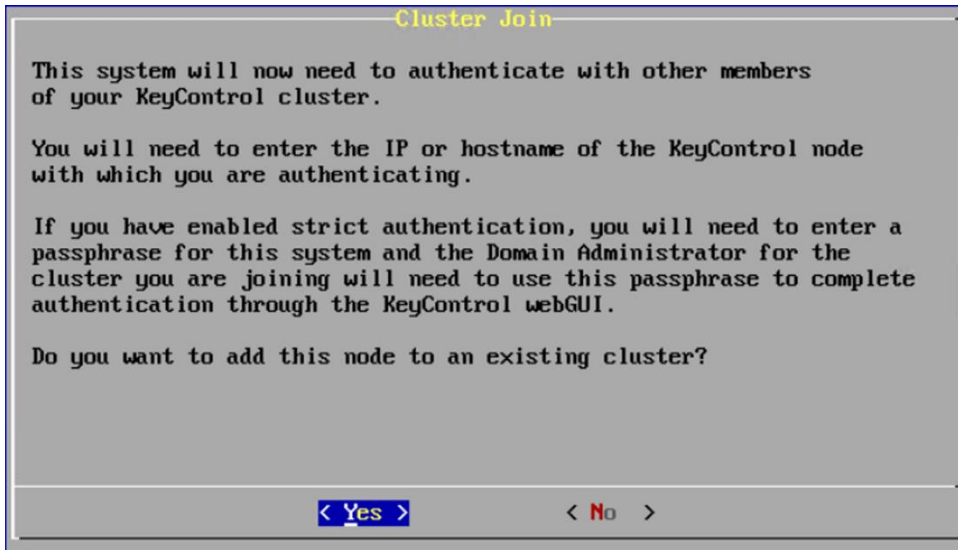 Cluster Join
This system will now need to authenticate with other members
of your KeyControl cluster.
You will need to enter the IP or hostname of the KeyControl node
with which you are authenticating.
If you have enabled strict authentication, you will need to enter a
passphrase for this system and the Domain Administrator for the
cluster you are joining will need to use this passphrase to complete
authentication through the KeyControl webGUI.
Do you want to add this node to an existing cluster?
< Yes > < No >